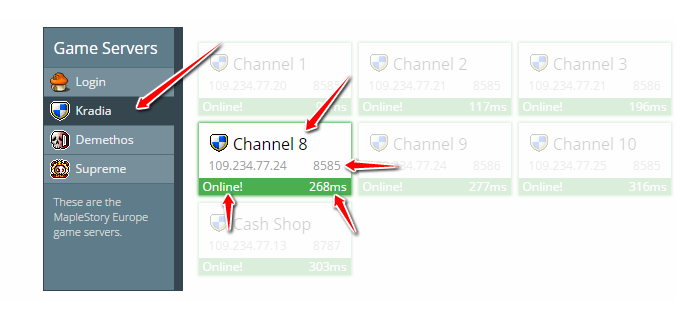 Game Servers
Login
Kradia
Demethos
Supreme
These are the
MapleStory Europe
game servers.
Channel 1
109.234.77.20 8585
Online!
Channel 2
109.234.77.21 8585
Online! 117ms
Channel 3
109.234.77.21 8586
Online! 196ms
Channel 8
109.234.77.24 8585
Online! 268ms
Channel 9
109.234.77.24 8586
Online! 277ms
Channel 10
109.234.77.25 8585
Online! 316ms
Cash Shop
109.234.77.13 8787
Online! 303ms